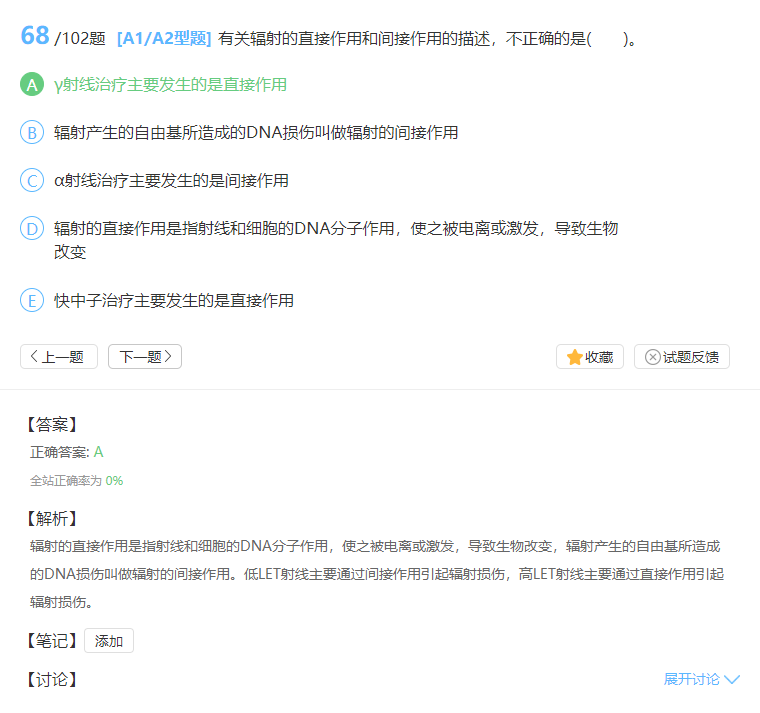 68 /102题 [A1/A2型题] 有关辐射的直接作用和间接作用的描述，不正确的是(　　)。
A γ射线治疗主要发生的是直接作用
B 辐射产生的自由基所造成的DNA损伤叫做辐射的间接作用
C α射线治疗主要发生的是间接作用
D 辐射的直接作用是指射线和细胞的DNA分子作用，使之被电离或激发，导致生物
改变
E 快中子治疗主要发生的是直接作用
上一题 下一题 收藏 试题反馈
【答案】
正确答案: A
全站正确率为 0%
【解析】
辐射的直接作用是指射线和细胞的DNA分子作用，使之被电离或激发，导致生物改变，辐射产生的自由基所造成
的DNA损伤叫做辐射的间接作用。低LET射线主要通过间接作用引起辐射损伤，高LET射线主要通过直接作用引起
辐射损伤。
【笔记】 添加
【讨论】 展开讨论